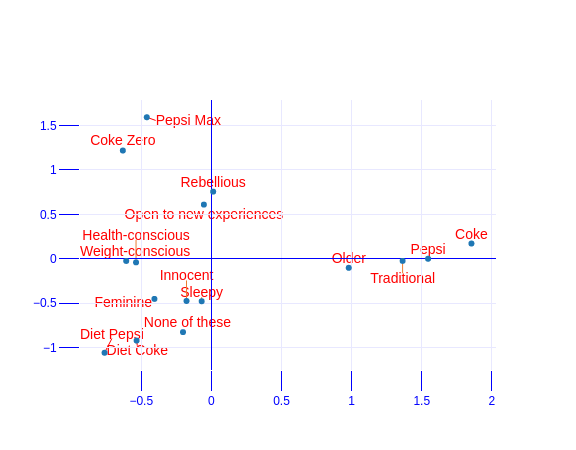 1.5
Pepsi Max
Coke Zero
1
Rebellious
0.5
Open to new experiences
Health-conscious
Coke
Weight-conscious
Pepsi
0
Older
Innocent
Traditional
Sleepy
−0.5
Feminine
None of these
Diet Pepsi
−1
Diet Coke
−0.5
0
0.5
1
1.5
2